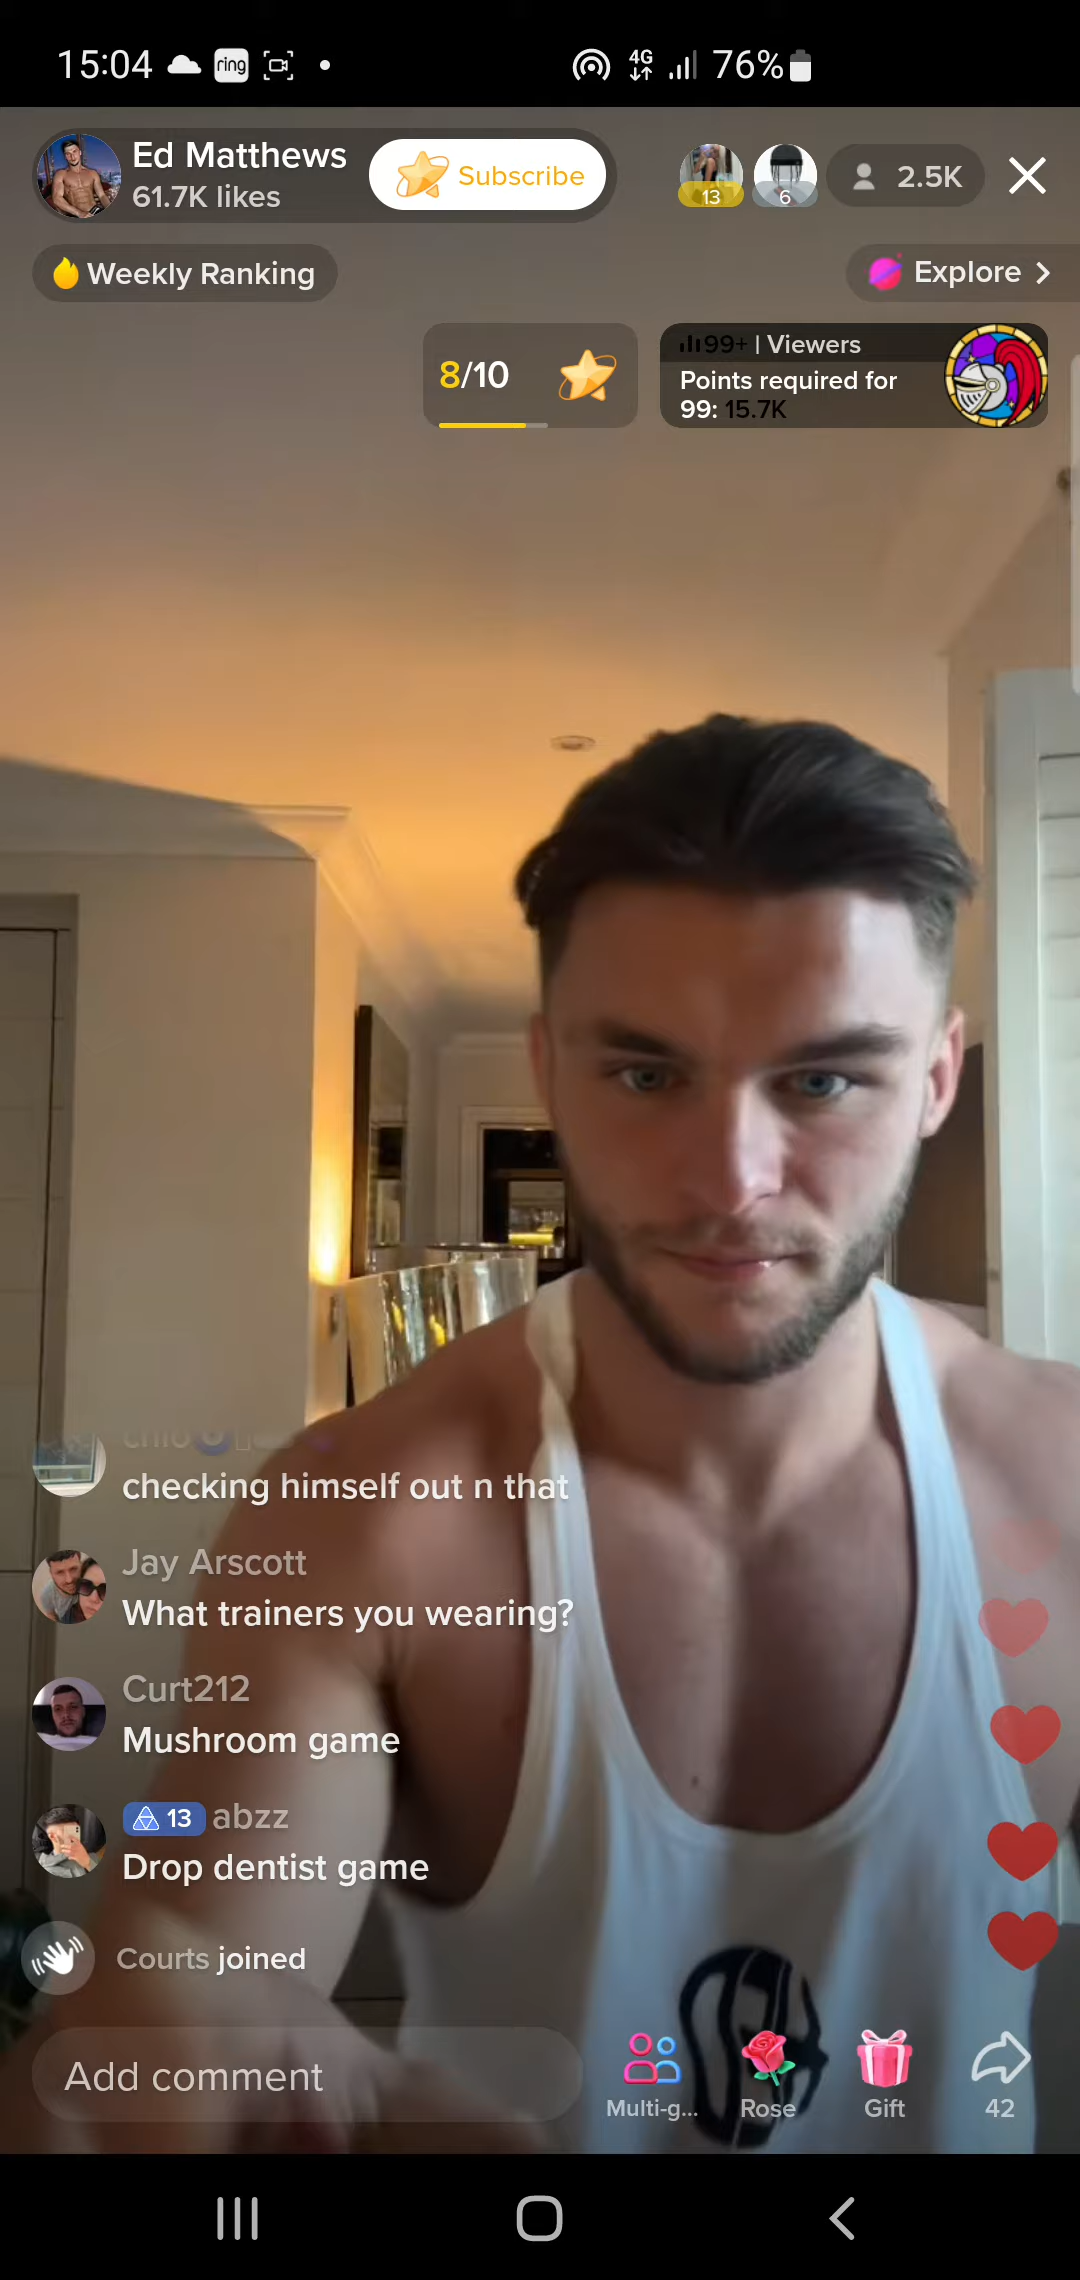 15:04 ring 4G 76%
Ed Matthews
61.7K likes
Subscribe
13
6
2.5K
Weekly Ranking
Explore
8/10
99+ | Viewers
Points required for
99: 15.7K
checking himself out n that
Jay Arscott
What trainers you wearing?
Curt212
Mushroom game
13 abzz
Drop dentist game
Courts joined
Add comment
Multi-g...
Rose
Gift
42